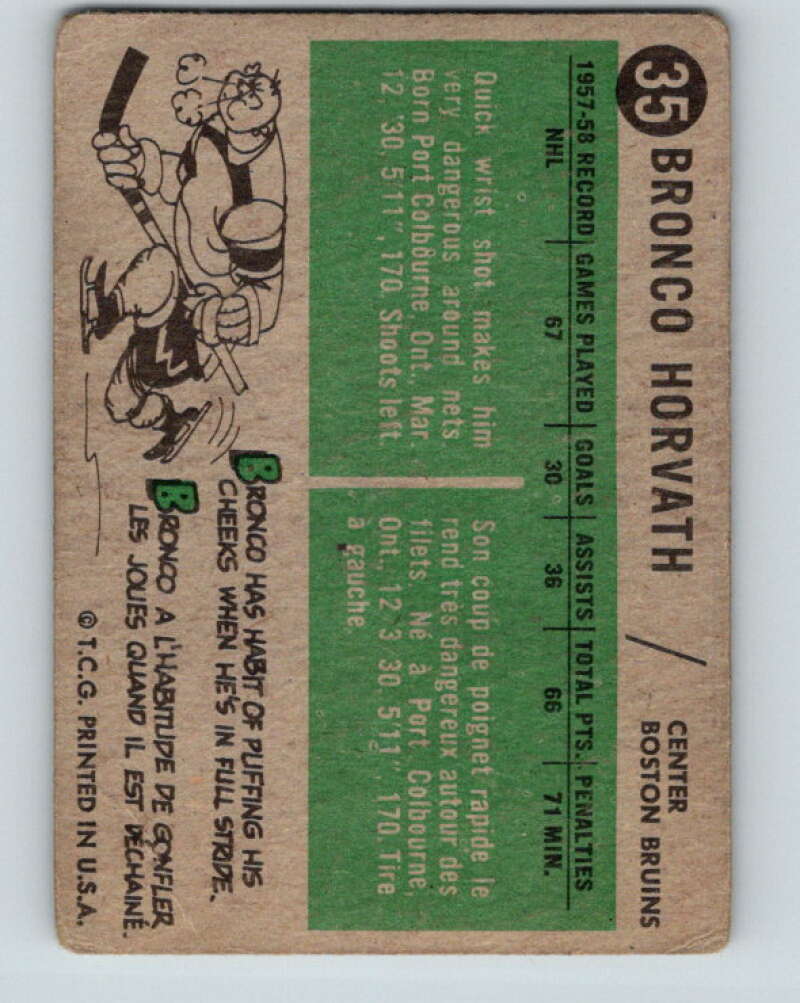 35 BRONCO HORVATH / CENTER
BOSTON BRUINS
1957-58 RECORD GAMES PLAYED GOALS ASSISTS TOTAL PTS. PENALTIES
NHL 67 30 36 66 71 MIN.
Quick wrist shot makes him
very dangerous around nets
Born Port Colbourne, Ont., Mar.
12, '30. 5'11", 170. Shoots left.
Son coup de poignet rapide le
rend très dangereux autour des
filets. Né à Port Colbourne,
Ont., 12 3 30. 5'11", 170. Tire
à gauche.
BRONCO HAS HABIT OF PUFFING HIS
CHEEKS WHEN HE'S IN FULL STRIDE.
BRONCO A L'HABITUDE DE GONFLER
LES JOUES QUAND IL EST DÉCHAINÉ.
© T.C.G. PRINTED IN U.S.A.